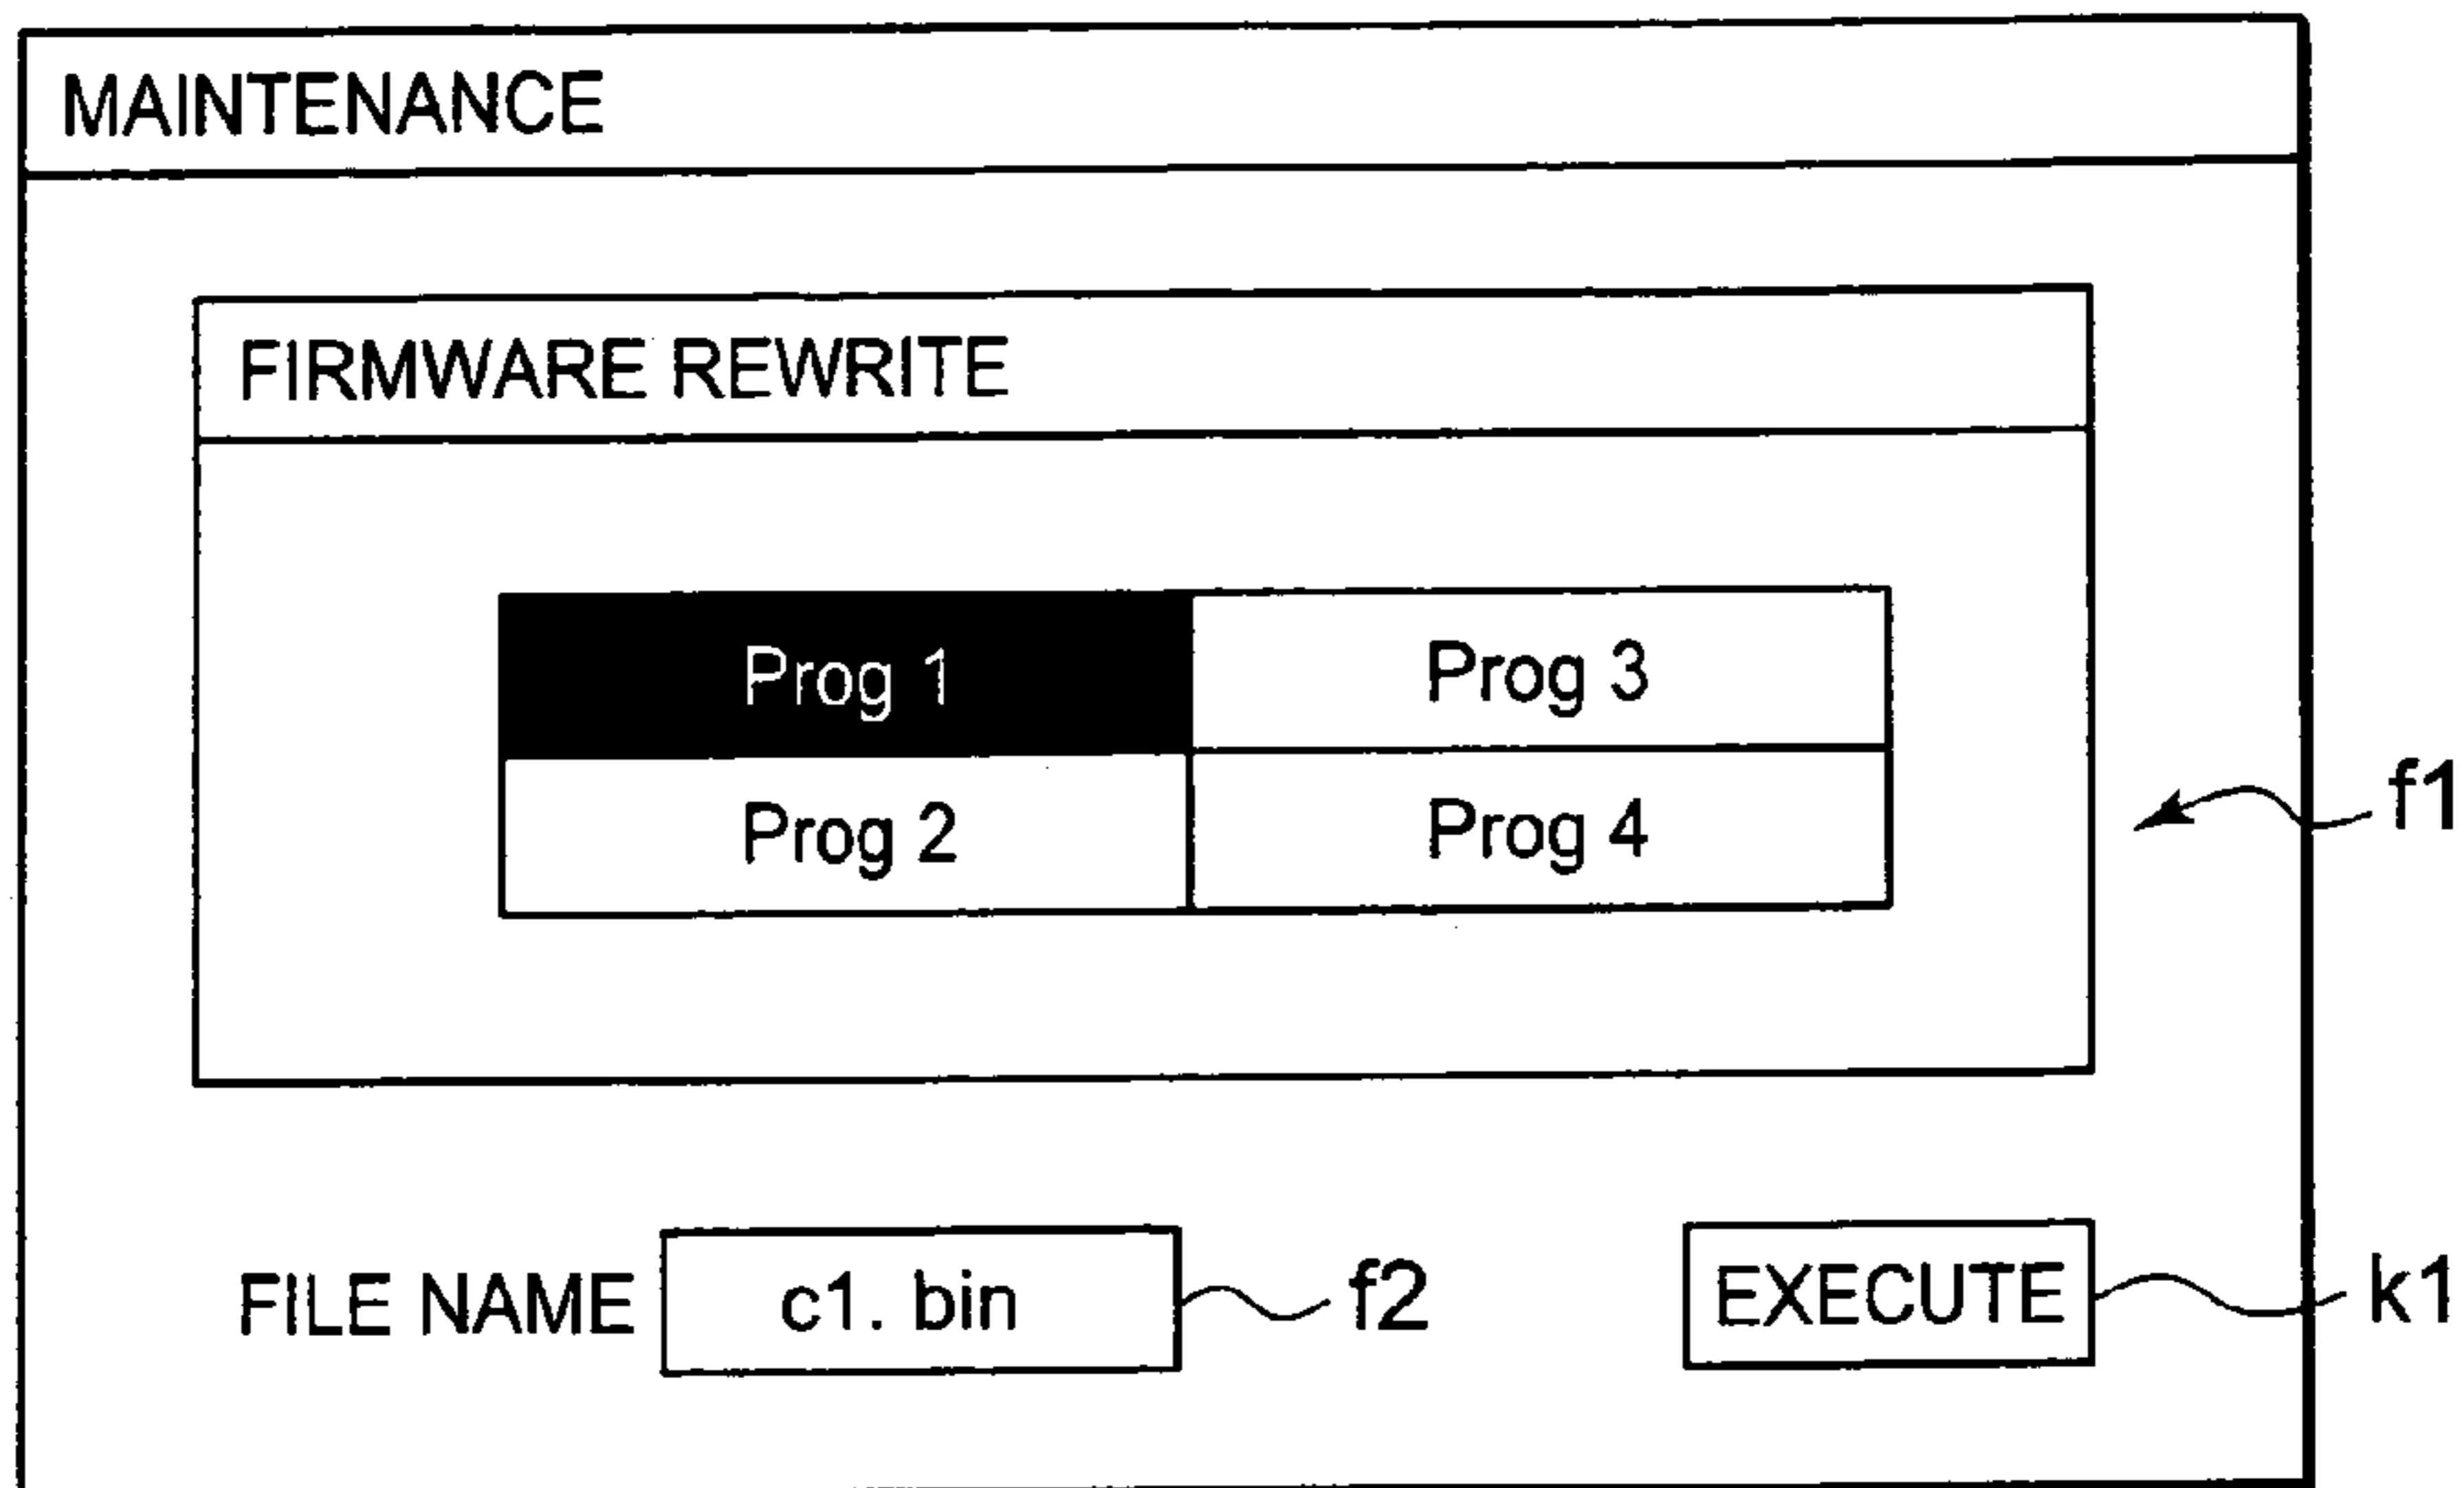 MAINTENANCE
FIRMWARE REWRITE
Prog 1 Prog 3
Prog 2 Prog 4
f1
FILE NAME c1. bin f2 EXECUTE k1